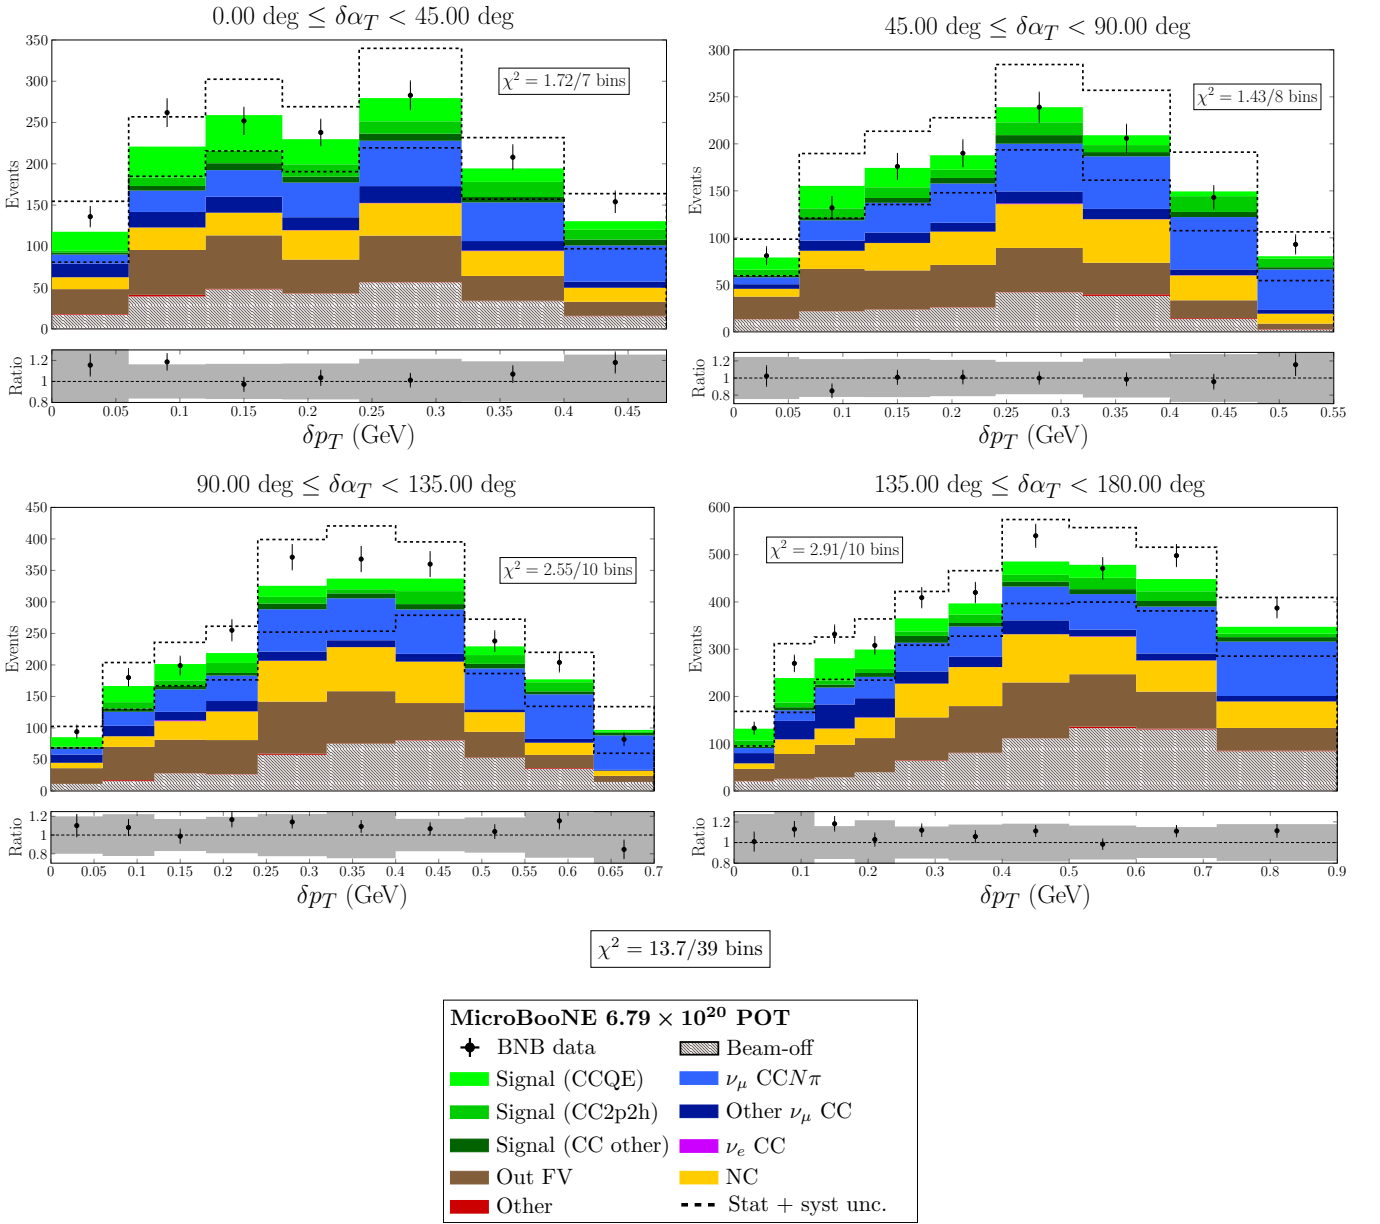 0.00 deg ≤ δα_T < 45.00 deg
350
300
250
200
150
100
50
0
Events
χ² = 1.72/7 bins
1.2
1
0.8
Ratio
0 0.05 0.1 0.15 0.2 0.25 0.3 0.35 0.4 0.45
δp_T (GeV)
45.00 deg ≤ δα_T < 90.00 deg
300
250
200
150
100
50
0
Events
χ² = 1.43/8 bins
1.2
1
0.8
Ratio
0 0.05 0.1 0.15 0.2 0.25 0.3 0.35 0.4 0.45 0.5 0.55
δp_T (GeV)
90.00 deg ≤ δα_T < 135.00 deg
450
400
350
300
250
200
150
100
50
0
Events
χ² = 2.55/10 bins
1.2
1
0.8
Ratio
0 0.05 0.1 0.15 0.2 0.25 0.3 0.35 0.4 0.45 0.5 0.55 0.6 0.65 0.7
δp_T (GeV)
135.00 deg ≤ δα_T < 180.00 deg
600
500
400
300
200
100
0
Events
χ² = 2.91/10 bins
1.2
1
0.8
Ratio
0 0.1 0.2 0.3 0.4 0.5 0.6 0.7 0.8 0.9
δp_T (GeV)
χ² = 13.7/39 bins
MicroBooNE 6.79 × 10²⁰ POT
BNB data
Beam-off
Signal (CCQE)
ν_μ CCNπ
Signal (CC2p2h)
Other ν_μ CC
Signal (CC other)
ν_e CC
Out FV
NC
Other
Stat + syst unc.